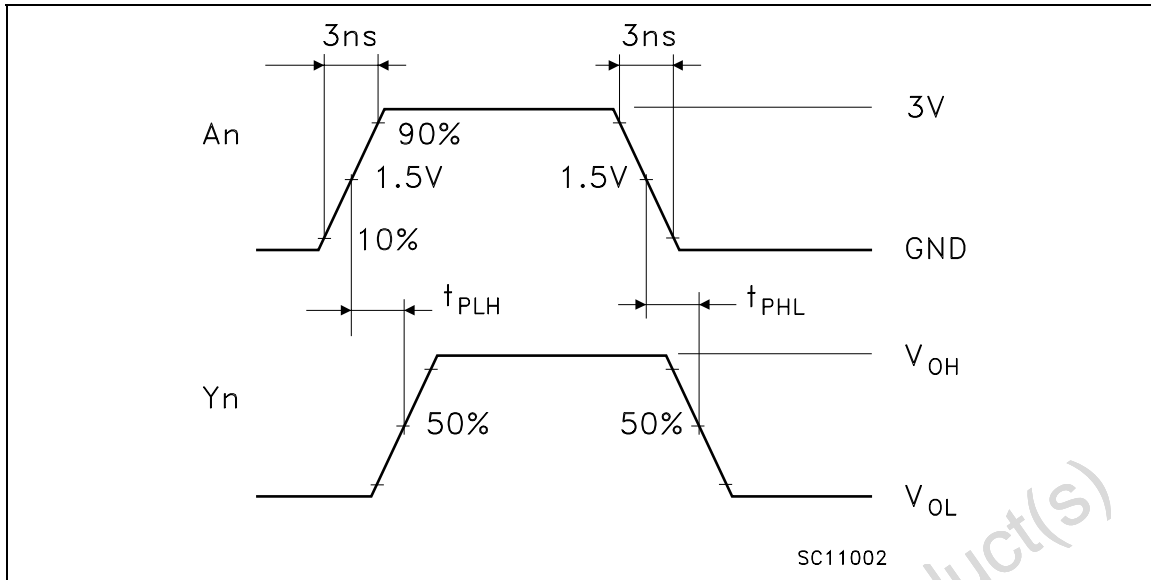 3ns 3ns
3V
An
90%
1.5V 1.5V
10%
GND
tPLH tPHL
VOH
Yn
50% 50%
VOL
SC11002